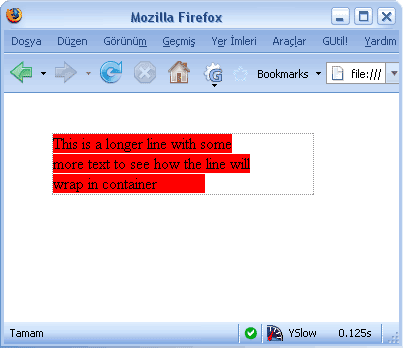 Mozilla Firefox
Dosya Düzen Görünüm Geçmiş Yer İmleri Araçlar GUtil! Yardım
Bookmarks file:///
This is a longer line with some
more text to see how the line will
wrap in container
Tamam YSlow 0.125s